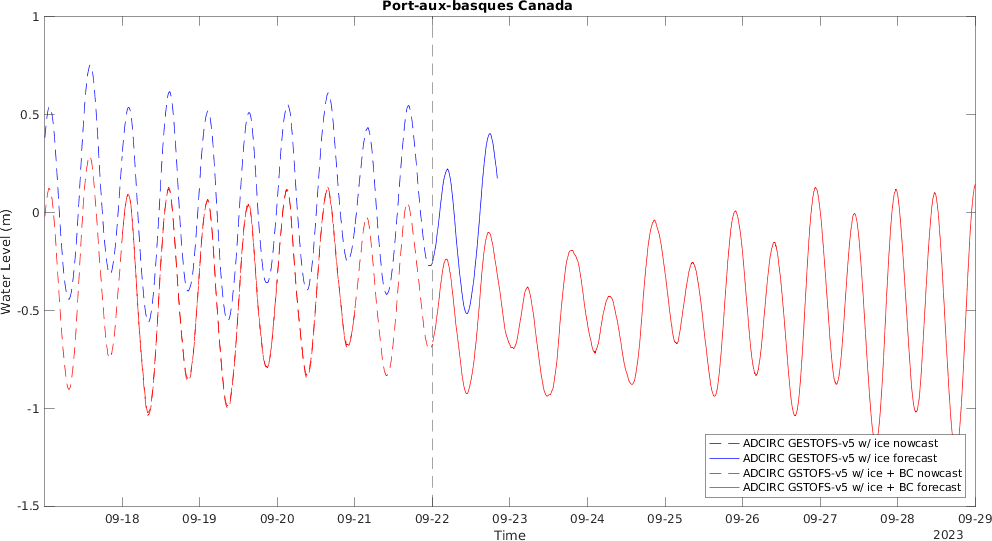 Port-aux-basques Canada
Water Level (m)
1
0.5
0
-0.5
-1
-1.5
ADCIRC GESTOFS-v5 w/ ice nowcast
ADCIRC GESTOFS-v5 w/ ice forecast
ADCIRC GSTOFS-v5 w/ ice + BC nowcast
ADCIRC GSTOFS-v5 w/ ice + BC forecast
09-18 09-19 09-20 09-21 09-22 09-23 09-24 09-25 09-26 09-27 09-28 09-29
Time
2023